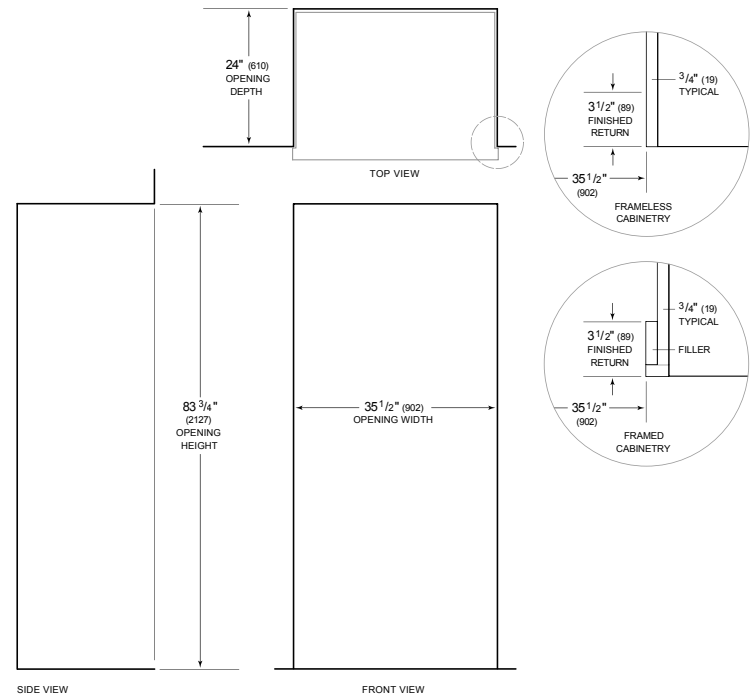 24" (610)
OPENING
DEPTH
TOP VIEW
3 1/2" (89)
FINISHED
RETURN
3/4" (19)
TYPICAL
35 1/2"
(902)
FRAMELESS
CABINETRY
3 1/2" (89)
FINISHED
RETURN
3/4" (19)
TYPICAL
FILLER
35 1/2"
(902)
FRAMED
CABINETRY
83 3/4"
(2127)
OPENING
HEIGHT
35 1/2" (902)
OPENING WIDTH
SIDE VIEW
FRONT VIEW